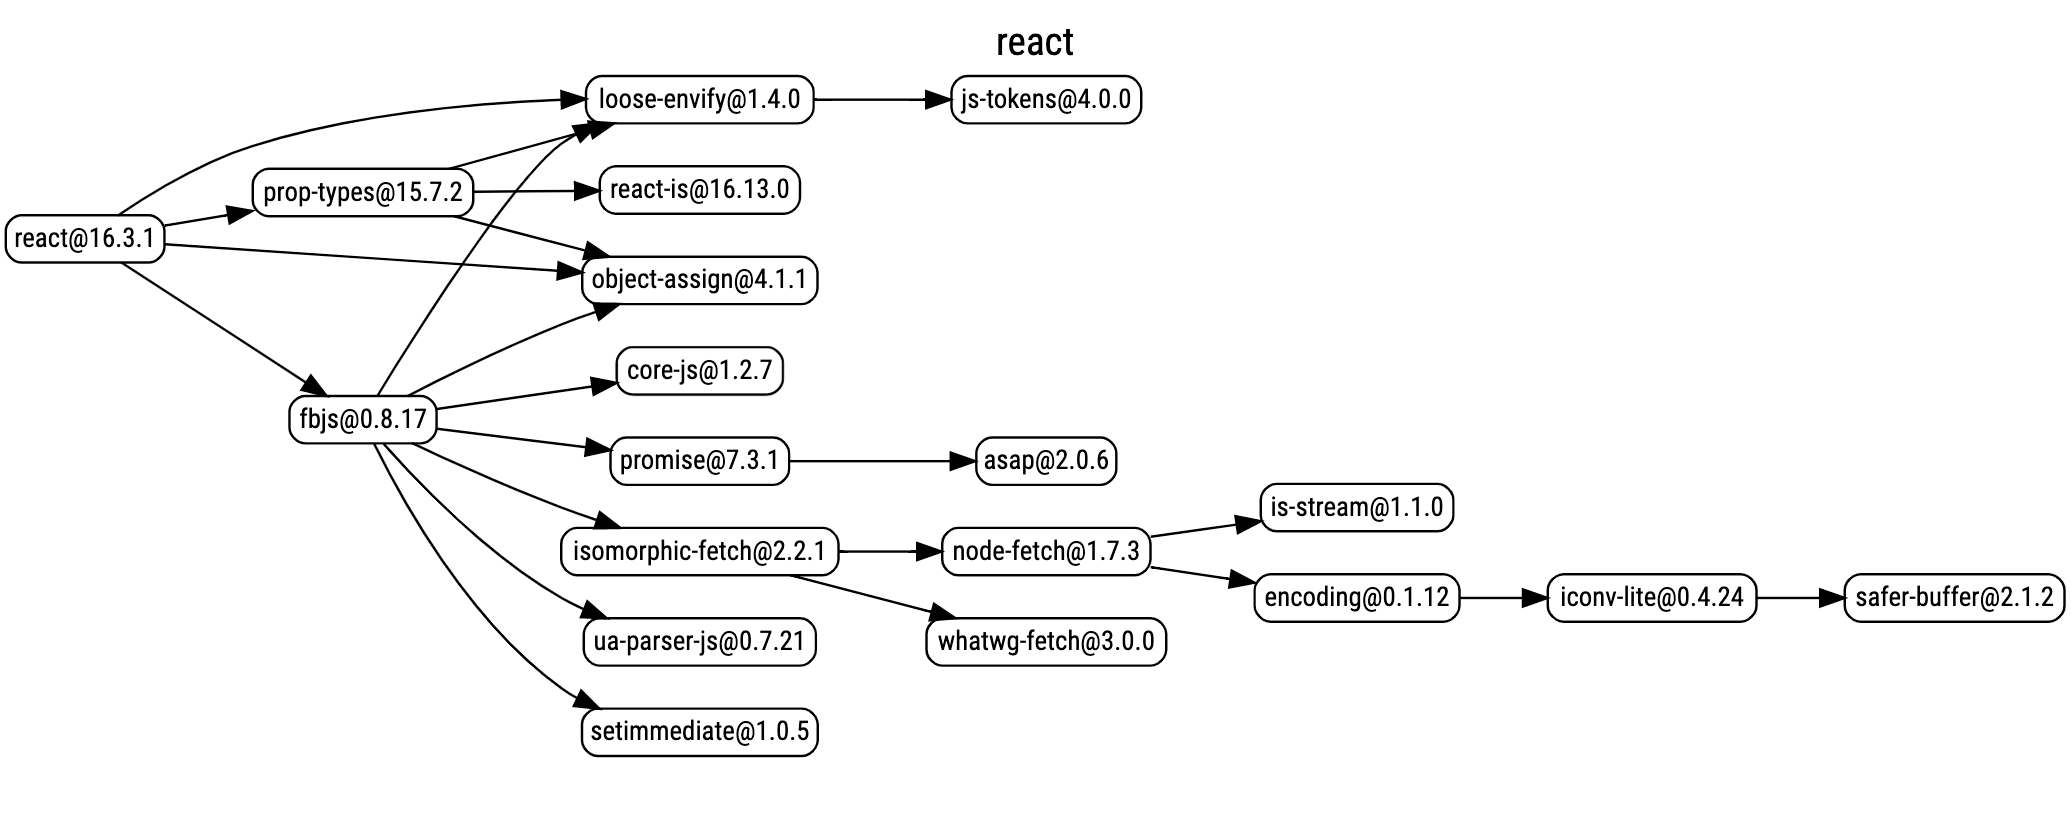 react
loose-envify@1.4.0
js-tokens@4.0.0
prop-types@15.7.2
react-is@16.13.0
react@16.3.1
object-assign@4.1.1
core-js@1.2.7
fbjs@0.8.17
promise@7.3.1
asap@2.0.6
is-stream@1.1.0
isomorphic-fetch@2.2.1
node-fetch@1.7.3
encoding@0.1.12
iconv-lite@0.4.24
safer-buffer@2.1.2
ua-parser-js@0.7.21
whatwg-fetch@3.0.0
setimmediate@1.0.5